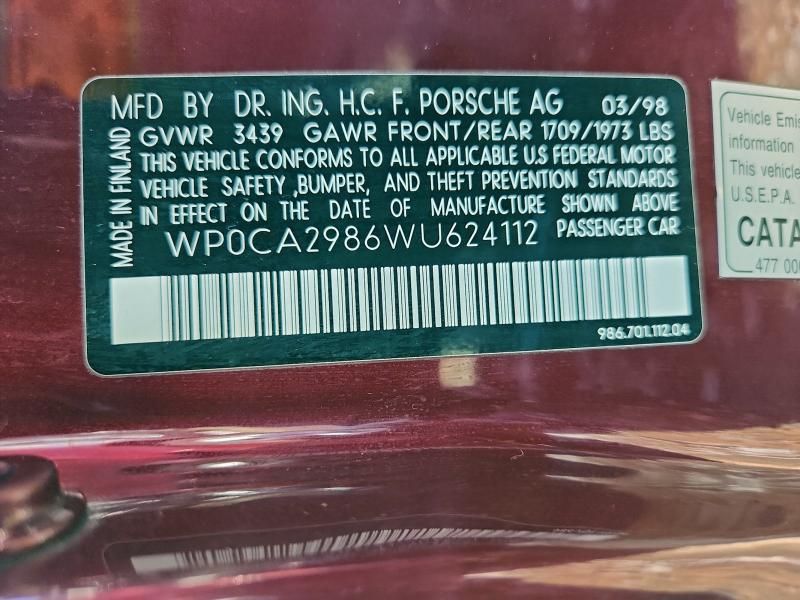 MFD BY DR. ING. H.C. F. PORSCHE AG 03/98
GVWR 3439 GAWR FRONT/REAR 1709/1973 LBS
THIS VEHICLE CONFORMS TO ALL APPLICABLE U.S FEDERAL MOTOR
VEHICLE SAFETY ,BUMPER, AND THEFT PREVENTION STANDARDS
IN EFFECT ON THE DATE OF MANUFACTURE SHOWN ABOVE
WP0CA2986WU624112 PASSENGER CAR
MADE IN FINLAND
986.701.112.04
Vehicle
information
This vehicle
U.S.E.P.A.
477